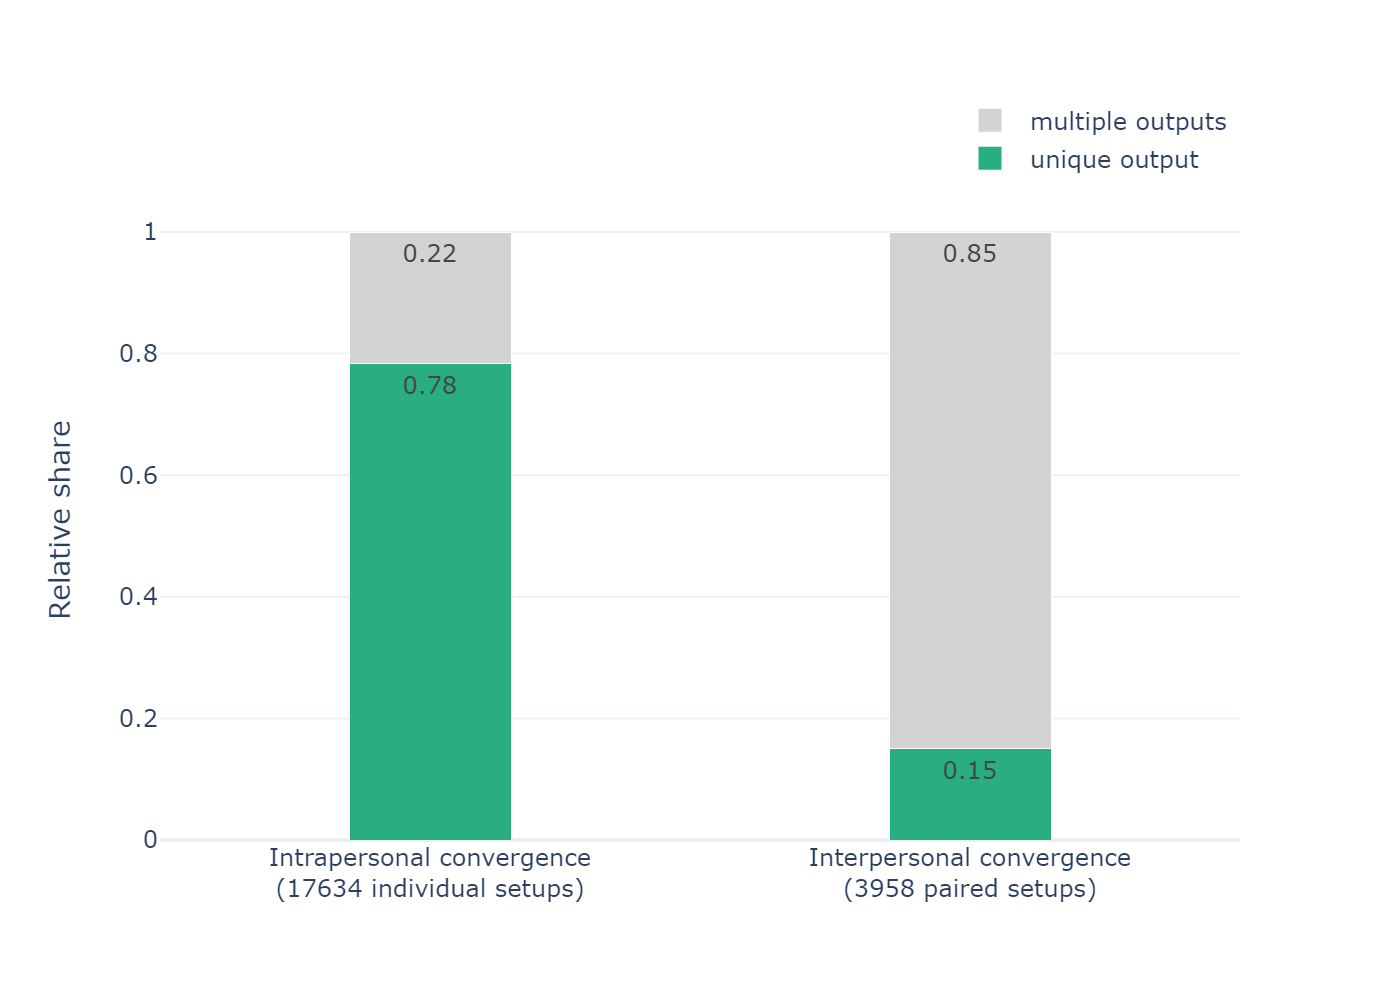 multiple outputs
unique output
1
0.8
0.6
0.4
0.2
0
Relative share
0.22
0.78
0.85
0.15
Intrapersonal convergence
(17634 individual setups)
Interpersonal convergence
(3958 paired setups)